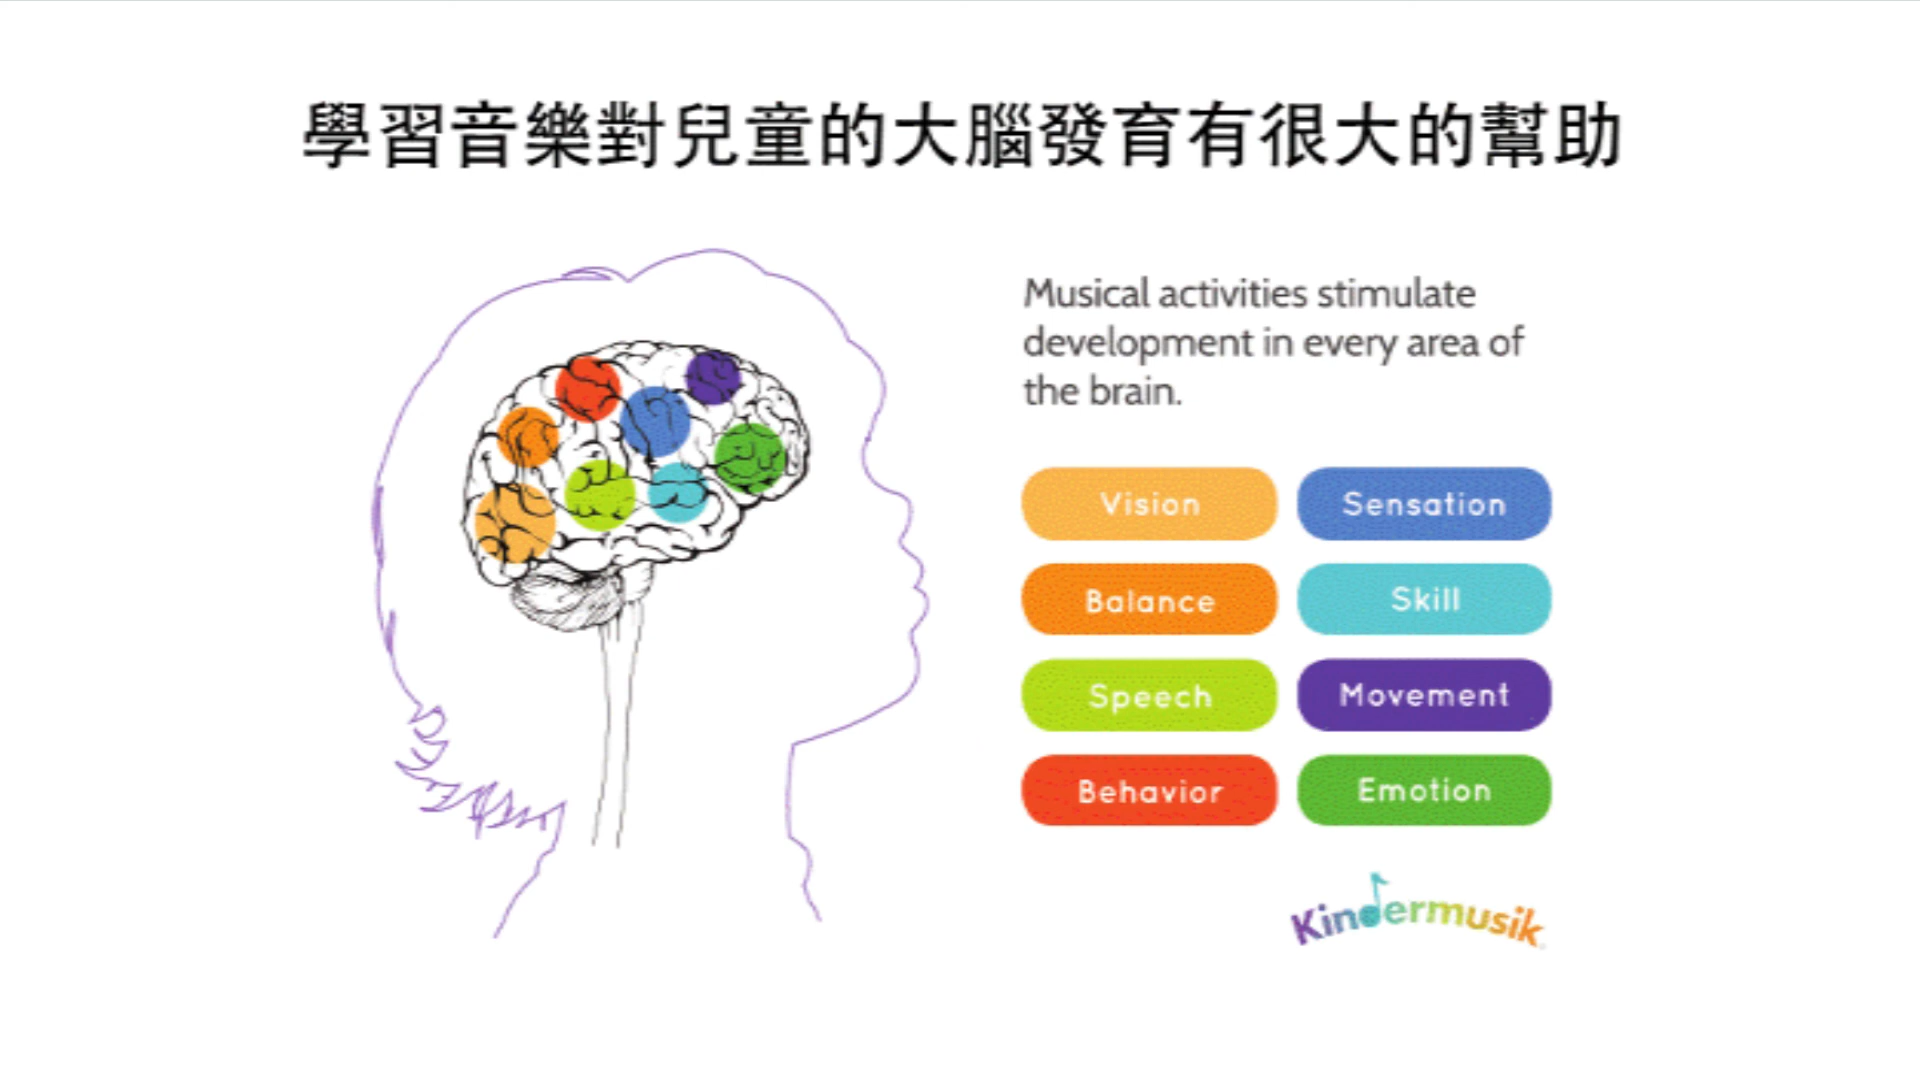 學習音樂對兒童的大腦發育有很大的幫助
Musical activities stimulate
development in every area of
the brain.
Vision
Sensation
Balance
Skill
Speech
Movement
Behavior
Emotion
Kindermusik